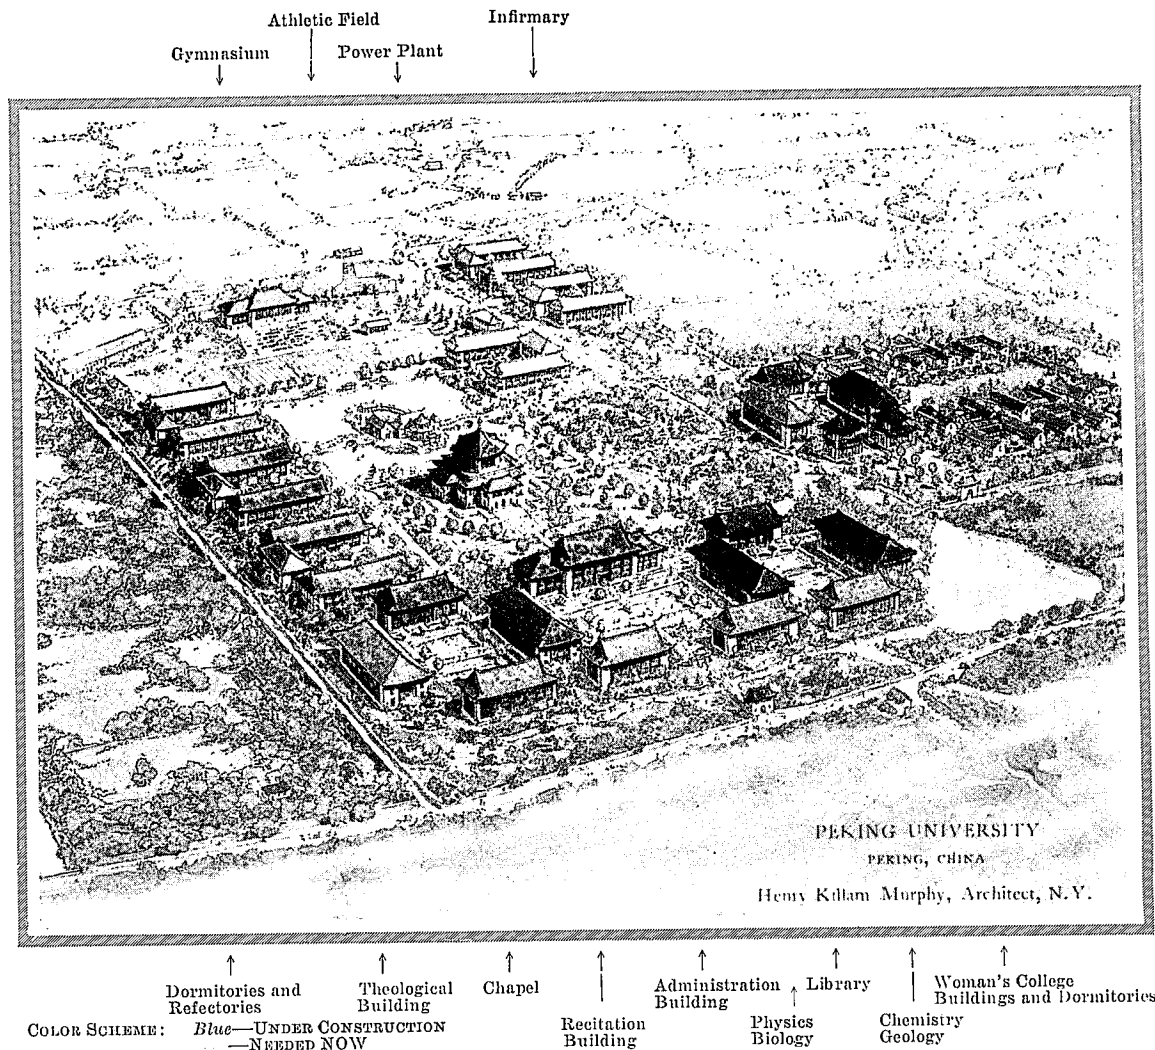 Athletic Field
Infirmary
Gymnasium
Power Plant
PEKING UNIVERSITY
PEKING, CHINA
Henry Killam Murphy, Architect, N.Y.
Dormitories and
Refectories
Theological
Building
Chapel
Recitation
Building
Administration
Building
Physics
Biology
Library
Chemistry
Geology
Woman's College
Buildings and Dormitories
COLOR SCHEME: Blue—UNDER CONSTRUCTION
—NEEDED NOW